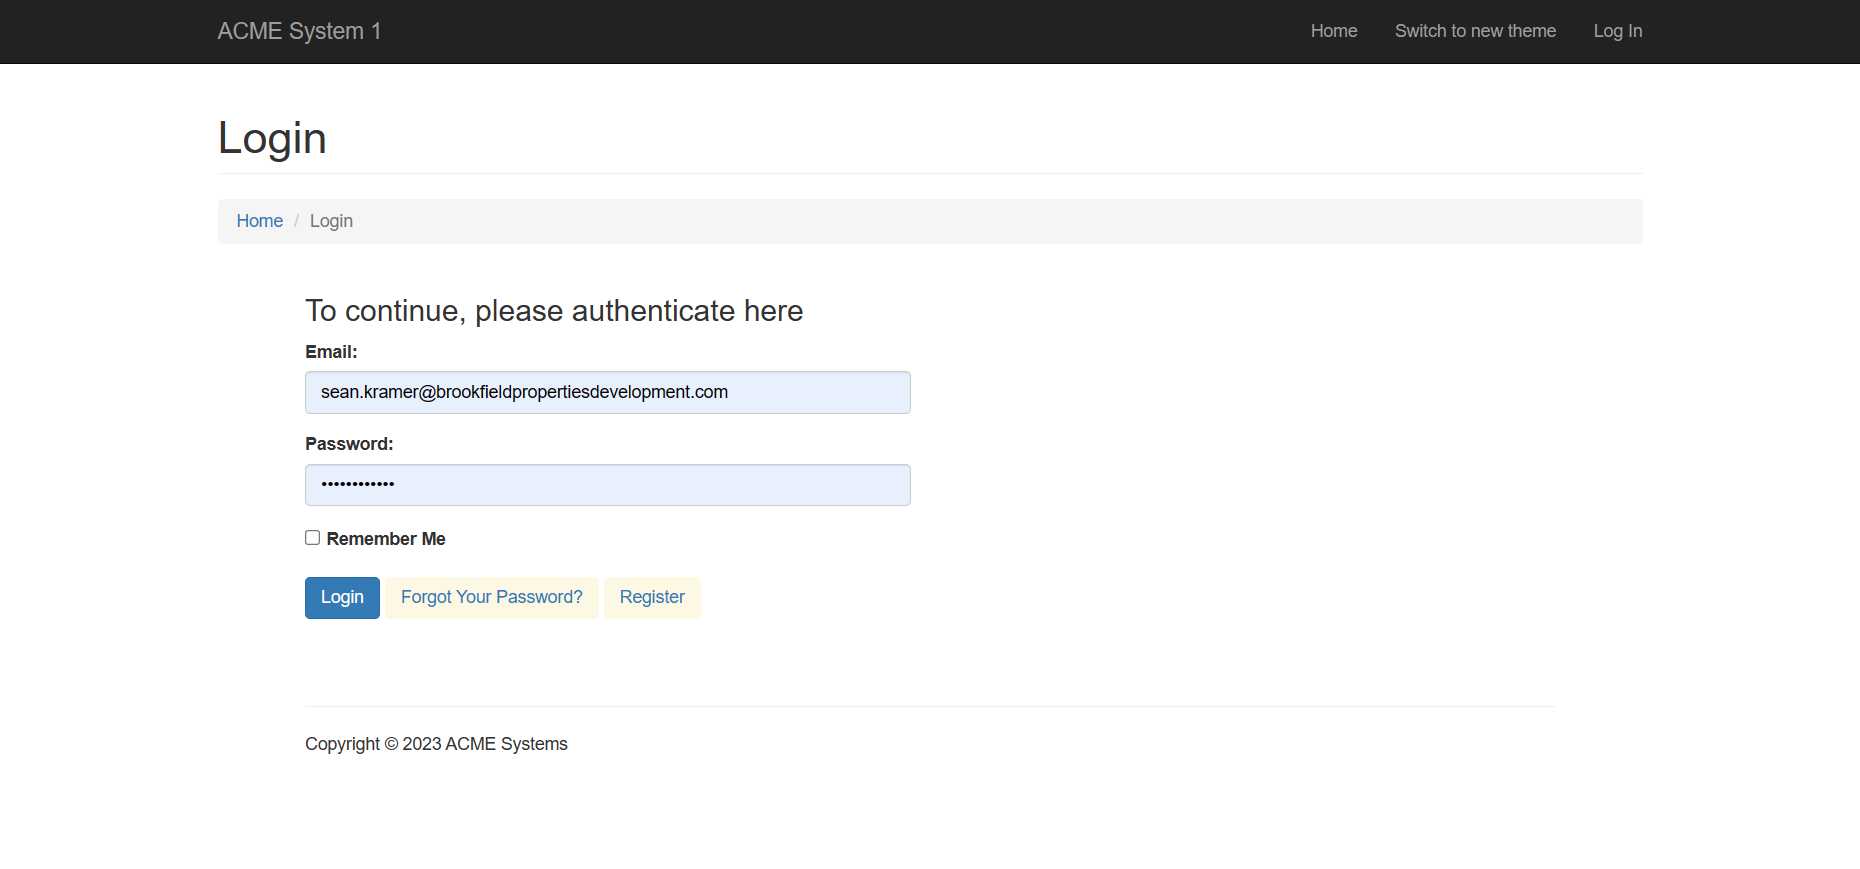 ACME System 1 Home Switch to new theme Log In
Login
Home / Login
To continue, please authenticate here
Email:
sean.kramer@brookfieldpropertiesdevelopment.com
Password:
••••••••••••
Remember Me
Login Forgot Your Password? Register
Copyright © 2023 ACME Systems